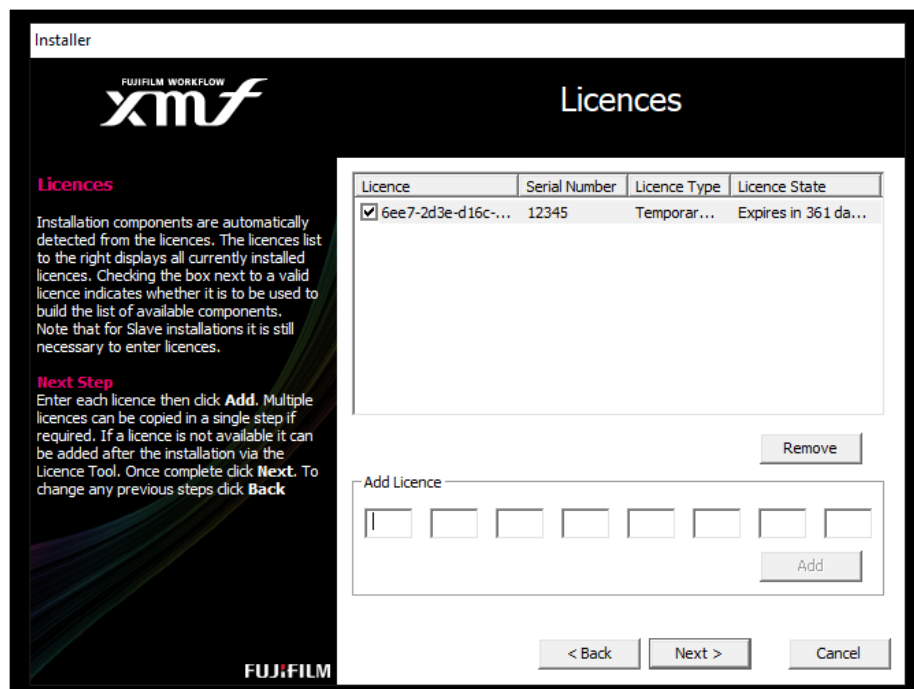 Installer
FUJIFILM WORKFLOW
xmf
Licences
Licences
Installation components are automatically
detected from the licences. The licences list
to the right displays all currently installed
licences. Checking the box next to a valid
licence indicates whether it is to be used to
build the list of available components.
Note that for Slave installations it is still
necessary to enter licences.
Next Step
Enter each licence then click Add. Multiple
licences can be copied in a single step if
required. If a licence is not available it can
be added after the installation via the
Licence Tool. Once complete click Next. To
change any previous steps click Back
FUJIFILM
Licence Serial Number Licence Type Licence State
6ee7-2d3e-d16c-... 12345 Temporar... Expires in 361 da...
Remove
Add Licence
Add
< Back Next > Cancel